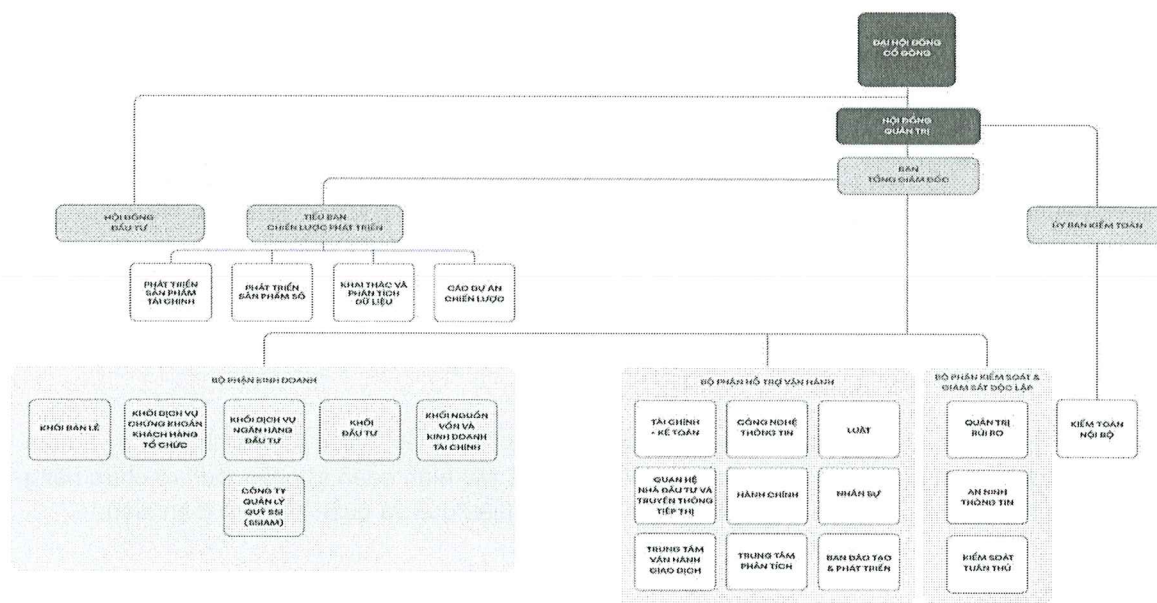 ĐẠI HỘI ĐỒNG
CỔ ĐÔNG
HỘI ĐỒNG
QUẢN TRỊ
BAN
TỔNG GIÁM ĐỐC
HỘI ĐỒNG
ĐẦU TƯ
TIỂU BAN
CHIẾN LƯỢC PHÁT TRIỂN
ỦY BAN KIỂM TOÁN
PHÁT TRIỂN
SẢN PHẨM
TÀI CHÍNH
PHÁT TRIỂN
SẢN PHẨM SỐ
KHAI THÁC VÀ
PHÂN TÍCH
DỮ LIỆU
CÁC DỰ ÁN
CHIẾN LƯỢC
BỘ PHẬN KINH DOANH
KHỐI BÁN LẺ
KHỐI DỊCH VỤ
CHỨNG KHOÁN
KHÁCH HÀNG
TỔ CHỨC
KHỐI DỊCH VỤ
NGÂN HÀNG
ĐẦU TƯ
KHỐI
ĐẦU TƯ
KHỐI NGUỒN
VỐN VÀ
KINH DOANH
TÀI CHÍNH
CÔNG TY
QUẢN LÝ
QUỸ SSI
(SSIAM)
BỘ PHẬN HỖ TRỢ VẬN HÀNH
TÀI CHÍNH
- KẾ TOÁN
CÔNG NGHỆ
THÔNG TIN
LUẬT
QUAN HỆ
NHÀ ĐẦU TƯ VÀ
TRUYỀN THÔNG
TIẾP THỊ
HÀNH CHÍNH
NHÂN SỰ
TRUNG TÂM
VẬN HÀNH
GIAO DỊCH
TRUNG TÂM
PHÂN TÍCH
BAN ĐÀO TẠO
& PHÁT TRIỂN
BỘ PHẬN KIỂM SOÁT &
GIÁM SÁT ĐỘC LẬP
QUẢN TRỊ
RỦI RO
AN NINH
THÔNG TIN
KIỂM SOÁT
TUÂN THỦ
KIỂM TOÁN
NỘI BỘ